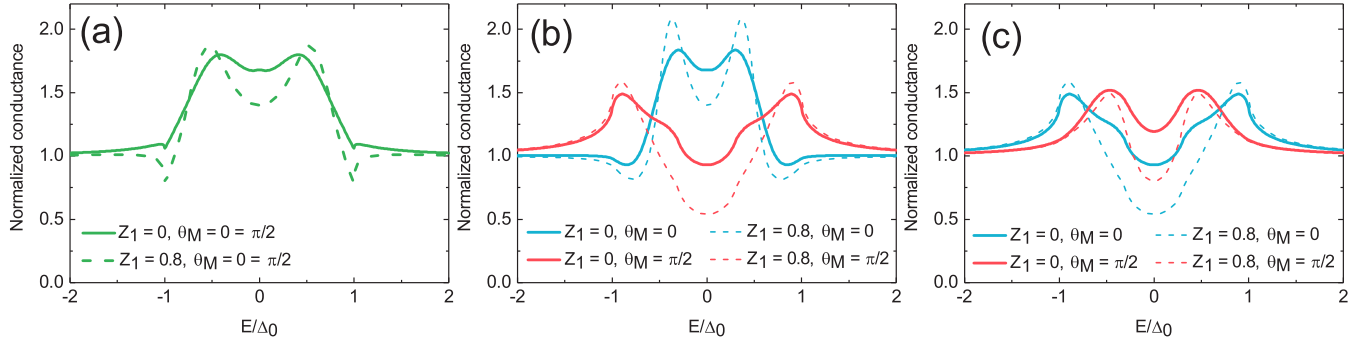 (a)
Normalized conductance
2.0
1.5
1.0
0.5
0.0
Z1 = 0, θM = 0 = π/2
Z1 = 0.8, θM = 0 = π/2
-2 -1 0 1 2
E/Δ0
(b)
Normalized conductance
2.0
1.5
1.0
0.5
0.0
Z1 = 0, θM = 0 Z1 = 0.8, θM = 0
Z1 = 0, θM = π/2 Z1 = 0.8, θM = π/2
-2 -1 0 1 2
E/Δ0
(c)
Normalized conductance
2.0
1.5
1.0
0.5
0.0
Z1 = 0, θM = 0 Z1 = 0.8, θM = 0
Z1 = 0, θM = π/2 Z1 = 0.8, θM = π/2
-2 -1 0 1 2
E/Δ0